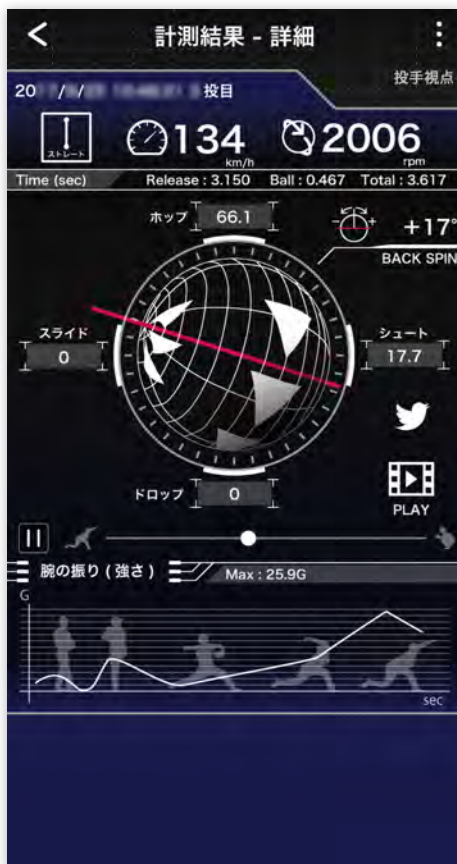 計測結果 - 詳細
投手視点
20 / / 投目
ストレート
134 km/h
2006 rpm
Time (sec) Release : 3.150 Ball : 0.467 Total : 3.617
ホップ 66.1
- + +17°
BACK SPIN
スライド
0
シュート
17.7
ドロップ 0
PLAY
腕の振り ( 強さ ) Max : 25.9G
G
sec